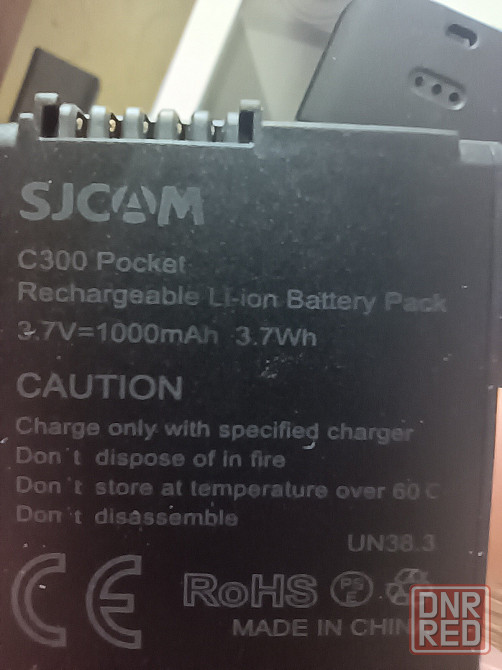 SJCAM
C300 Pocket
Rechargeable Li-ion Battery Pack
3.7V=1000mAh 3.7Wh
CAUTION
Charge only with specified charger
Don't dispose of in fire
Don't store at temperature over 60 C
Don't disassemble
UN38.3
CE RoHS PS E
MADE IN CHIN
DNR
RED